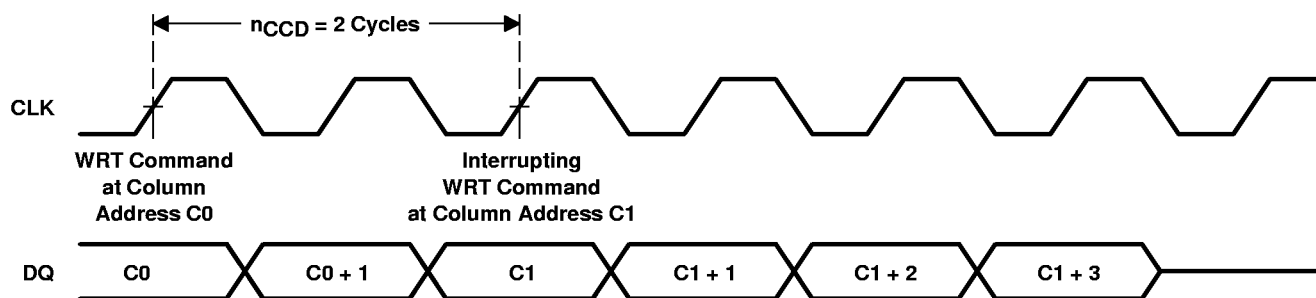 nCCD = 2 Cycles
CLK
WRT Command
at Column
Address C0
Interrupting
WRT Command
at Column Address C1
DQ
C0
C0 + 1
C1
C1 + 1
C1 + 2
C1 + 3